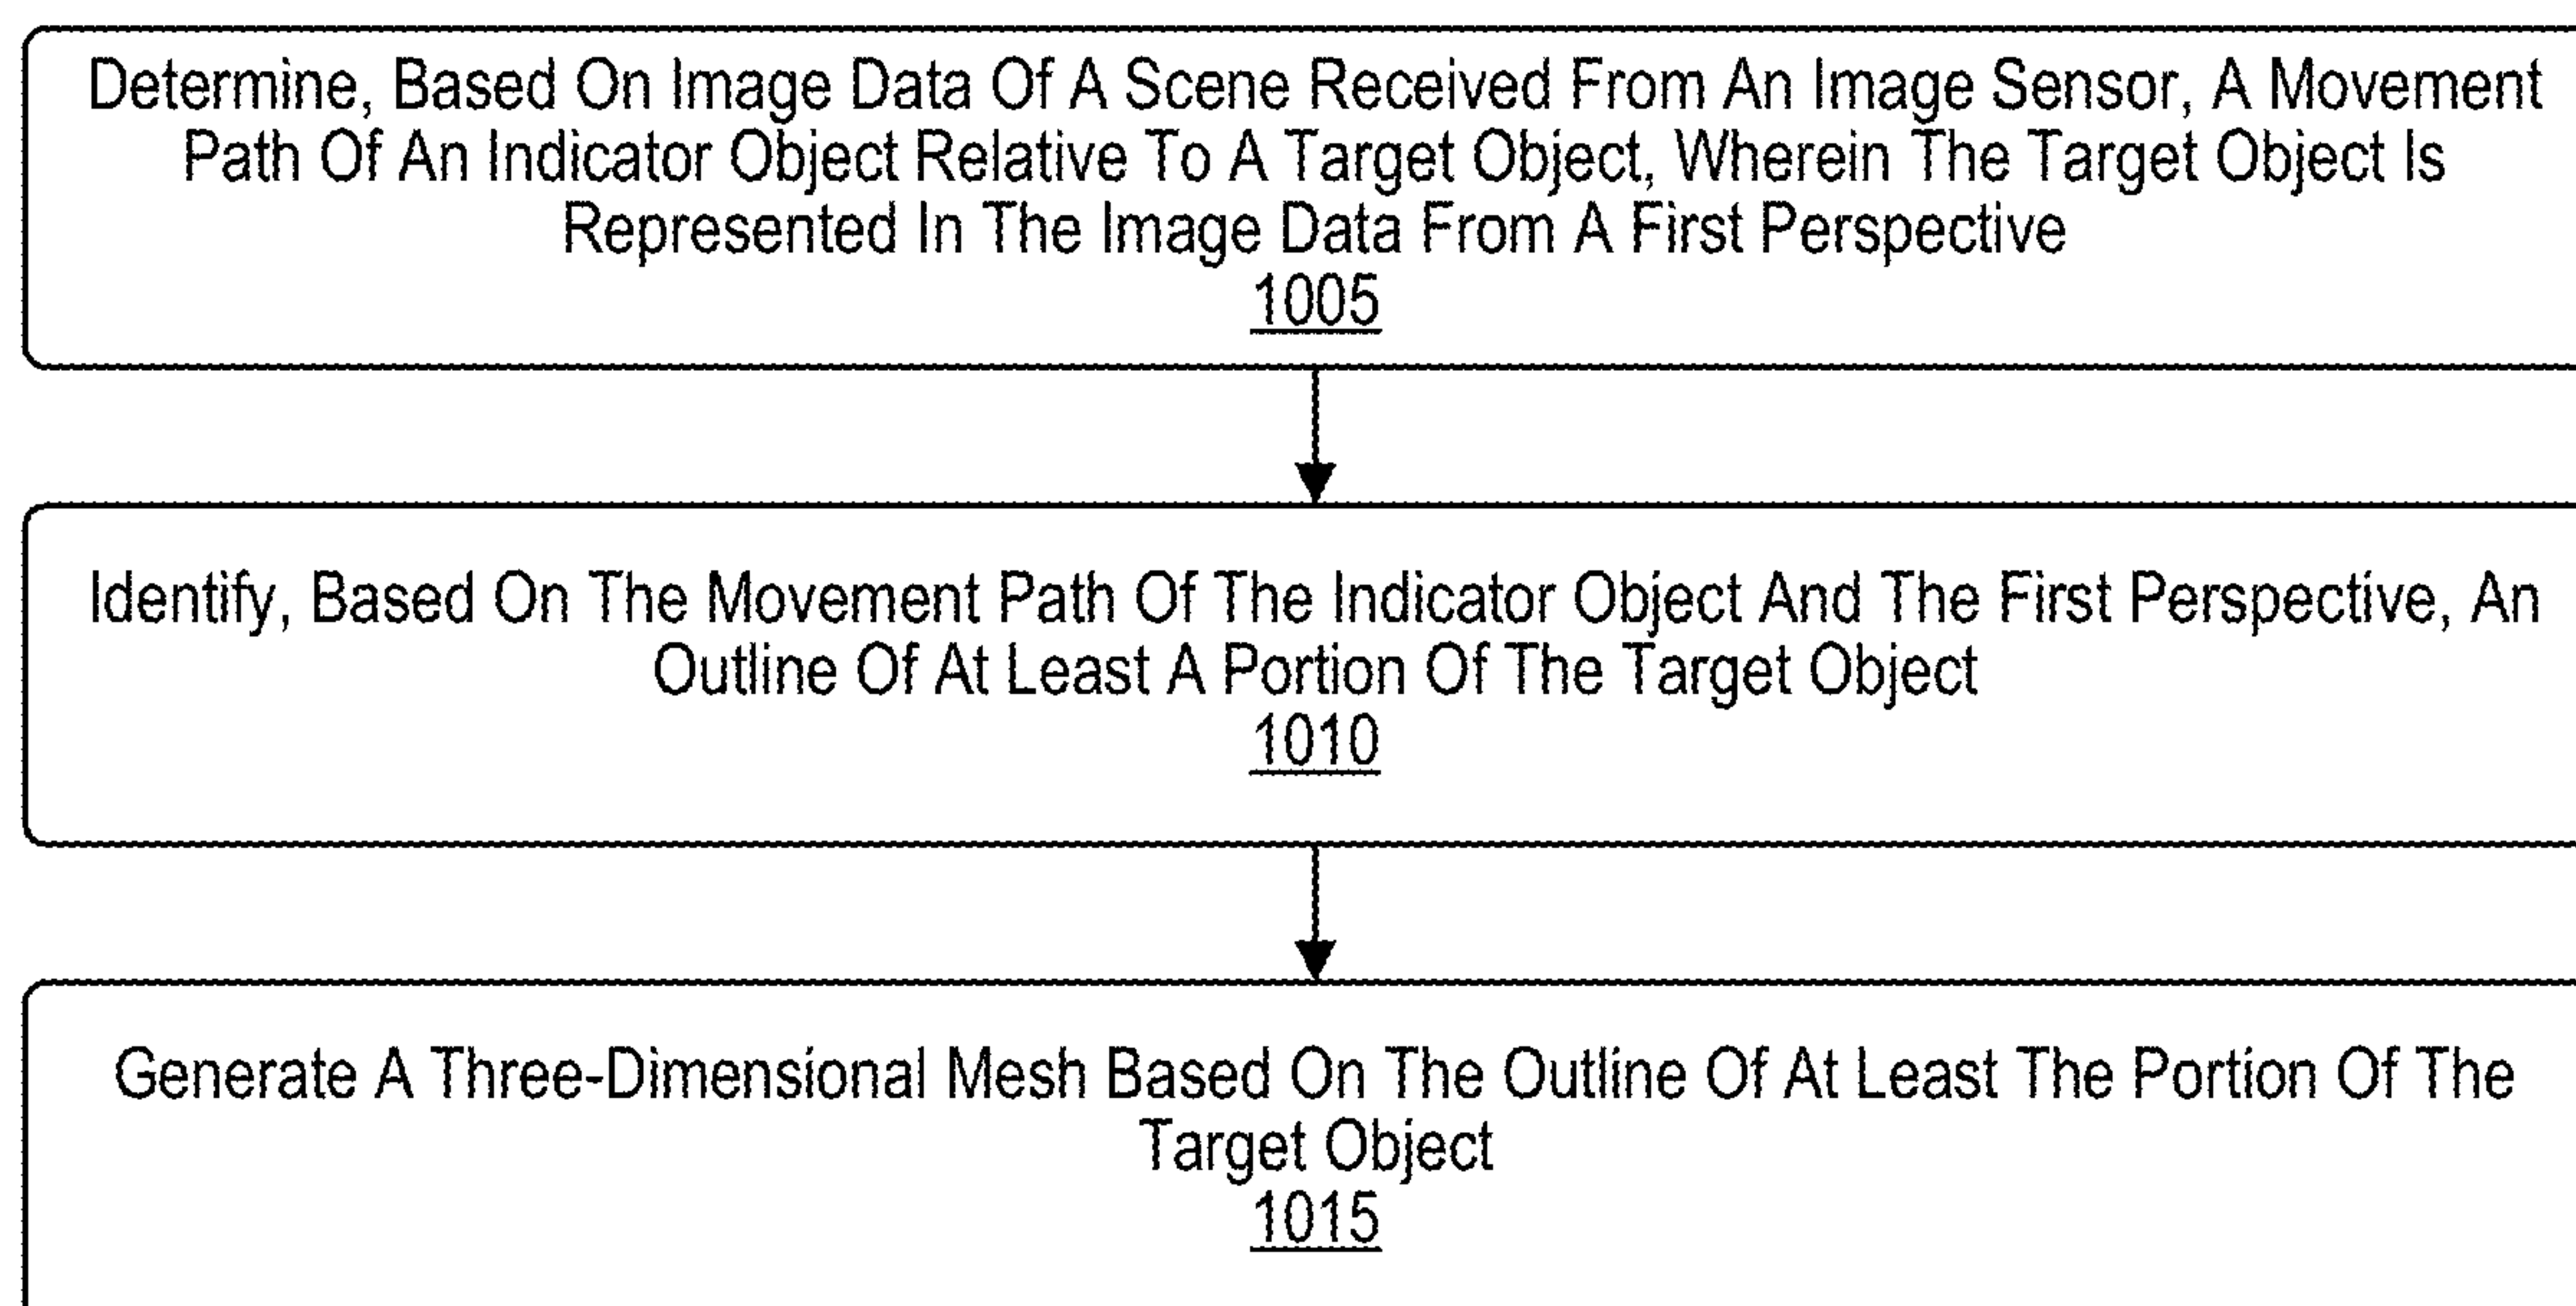 Determine, Based On Image Data Of A Scene Received From An Image Sensor, A Movement
Path Of An Indicator Object Relative To A Target Object, Wherein The Target Object Is
Represented In The Image Data From A First Perspective
1005
Identify, Based On The Movement Path Of The Indicator Object And The First Perspective, An
Outline Of At Least A Portion Of The Target Object
1010
Generate A Three-Dimensional Mesh Based On The Outline Of At Least The Portion Of The
Target Object
1015